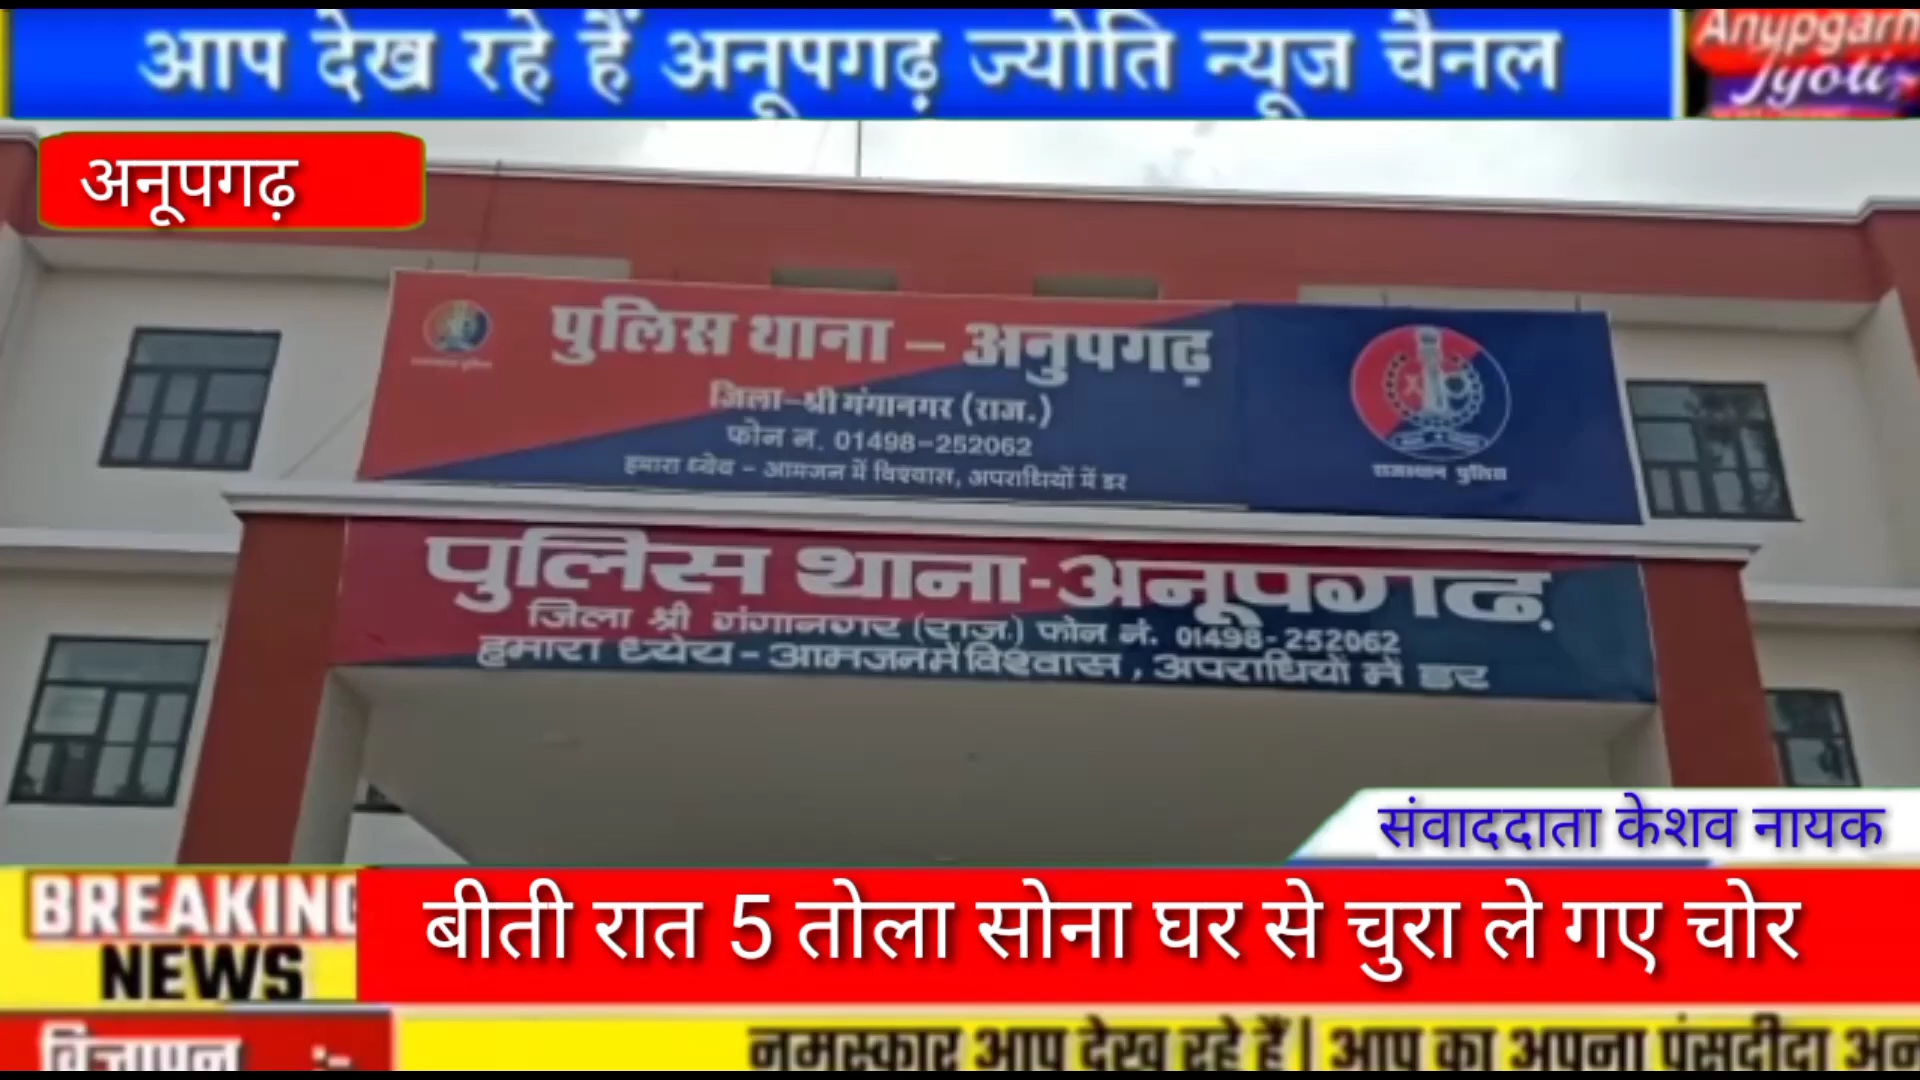 आप देख रहे हैं अनूपगढ़ ज्योति न्यूज चैनल
Anupgarh
Jyoti
अनूपगढ़
पुलिस थाना – अनुपगढ़
जिला–श्री गंगानगर (राज.)
फोन न. 01498–252062
हमारा ध्येय – आमजन में विश्वास, अपराधियों में डर
राजस्थान पुलिस
पुलिस थाना-अनूपगढ़
जिला श्री गंगानगर (राज.) फोन नं. 01498-252062
हमारा ध्येय - आमजन में विश्वास, अपराधियों में डर
संवाददाता केशव नायक
BREAKING
NEWS
बीती रात 5 तोला सोना घर से चुरा ले गए चोर
विज्ञापन :-
नमस्कार आप देख रहे हैं | आप का अपना पंसदीदा